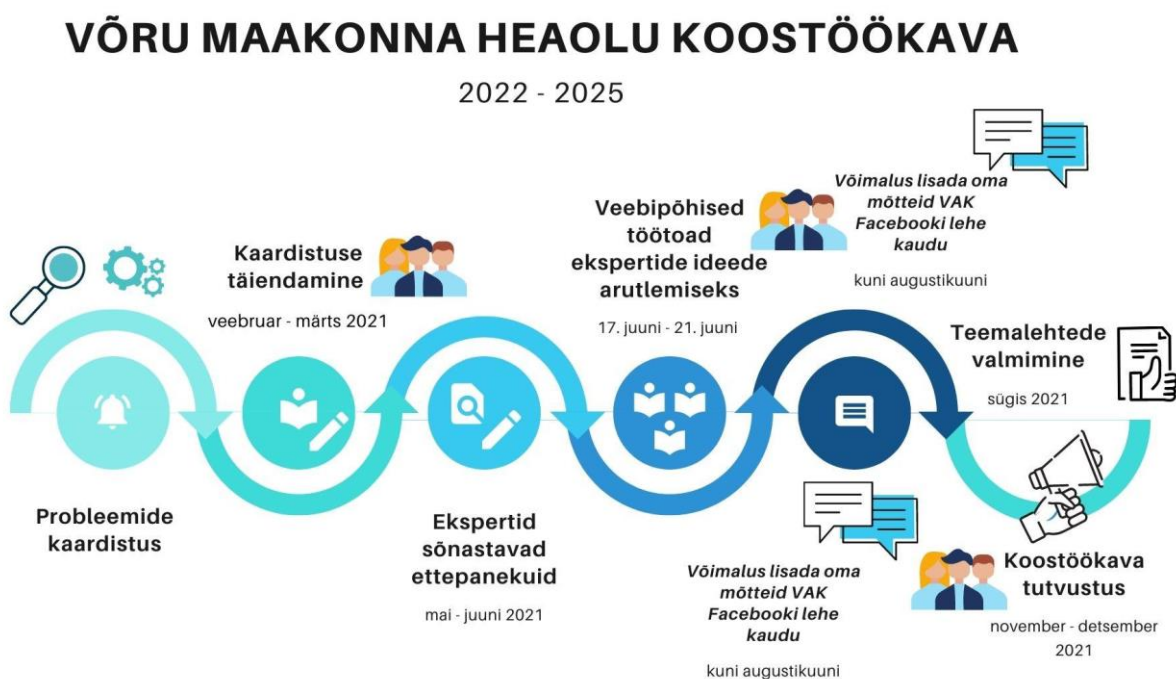 VÕRU MAAKONNA HEAOLU KOOSTÖÖKAVA
2022 - 2025
Probleemide
kaardistus
Kaardistuse
täiendamine
veebruar - märts 2021
Ekspertid
sõnastavad
ettepanekuid
mai - juuni 2021
Veebipõhised
töötoad
ekspertide ideede
arutlemiseks
17. juuni - 21. juuni
Võimalus lisada oma
mõtteid VAK
Facebooki lehe
kaudu
kuni augustikuuni
Võimalus lisada oma
mõtteid VAK
Facebooki lehe
kaudu
kuni augustikuuni
Teemalehtede
valmimine
sügis 2021
Koostöökava
tutvustus
november - detsember
2021